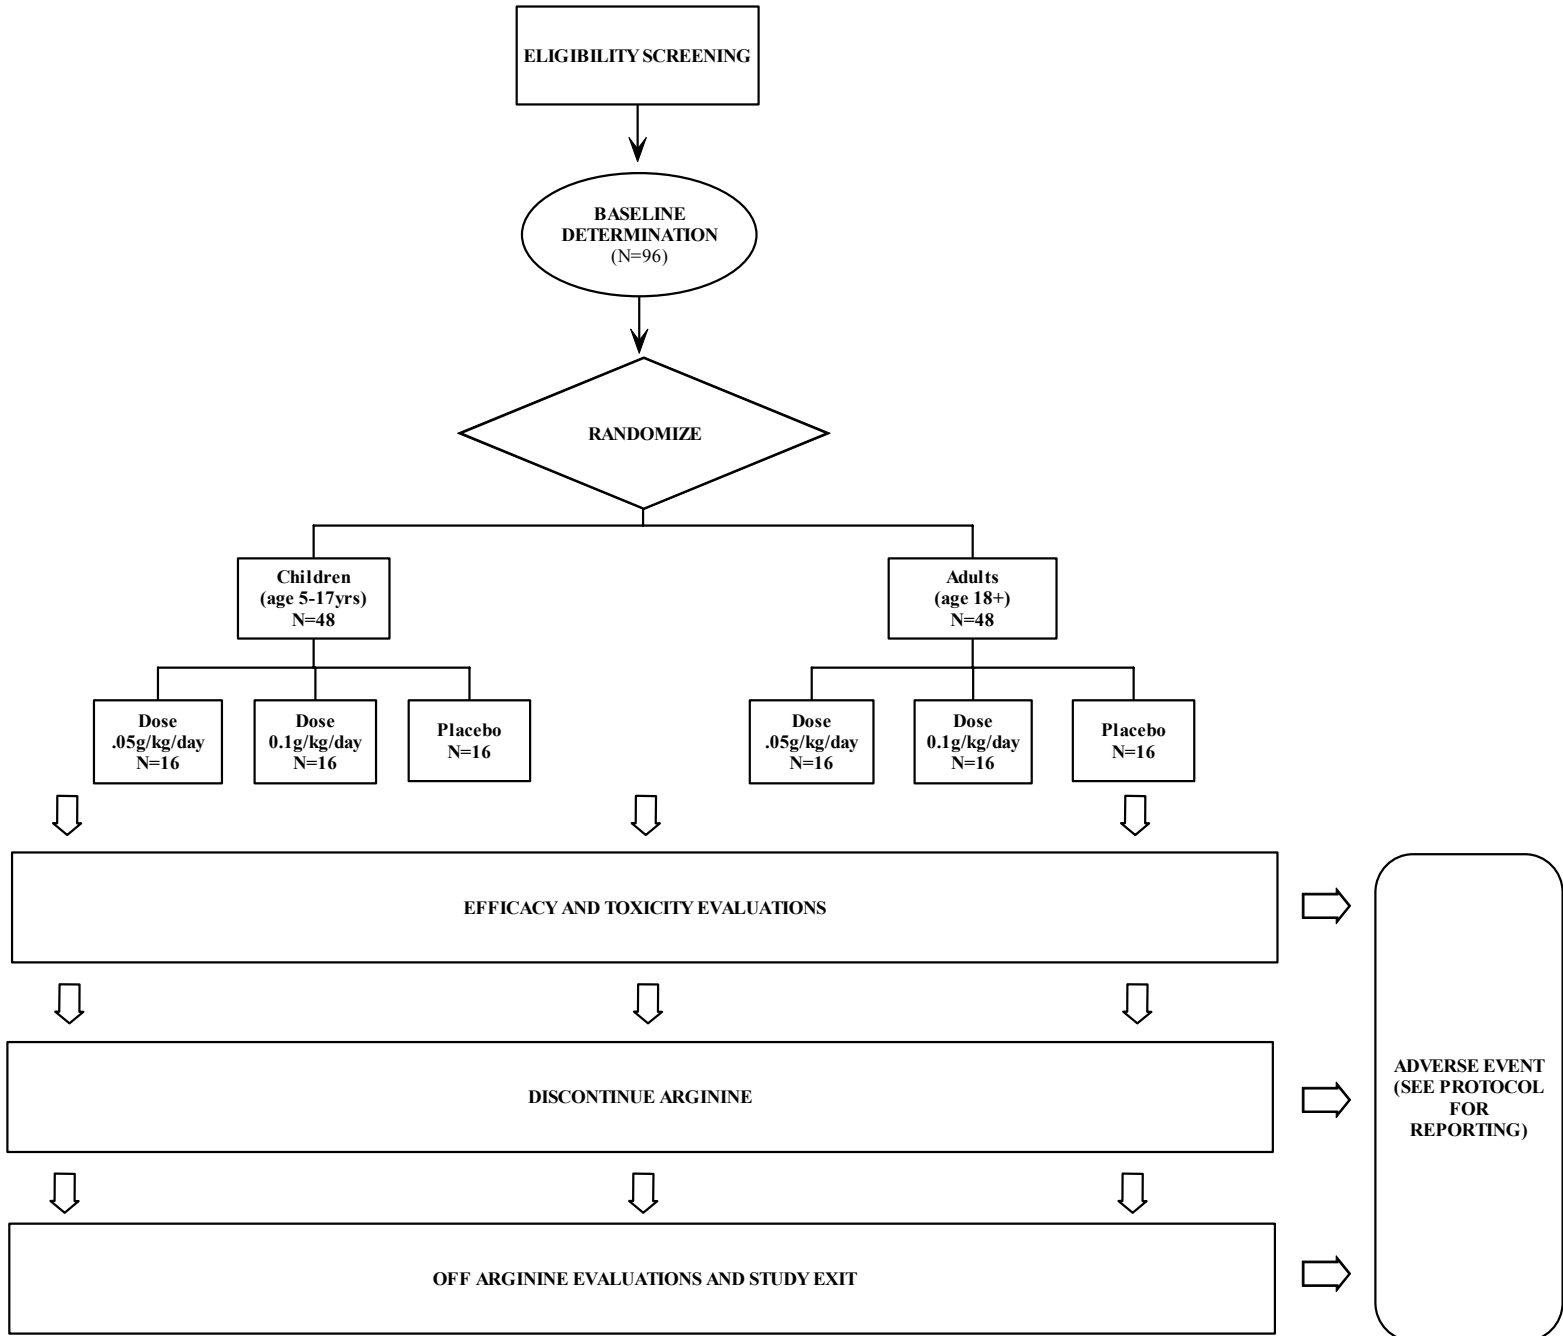 ELIGIBILITY SCREENING
BASELINE
DETERMINATION
(N=96)
RANDOMIZE
Children
(age 5-17yrs)
N=48
Adults
(age 18+)
N=48
Dose
.05g/kg/day
N=16
Dose
0.1g/kg/day
N=16
Placebo
N=16
Dose
.05g/kg/day
N=16
Dose
0.1g/kg/day
N=16
Placebo
N=16
EFFICACY AND TOXICITY EVALUATIONS
DISCONTINUE ARGININE
OFF ARGININE EVALUATIONS AND STUDY EXIT
ADVERSE EVENT
(SEE PROTOCOL
FOR
REPORTING)